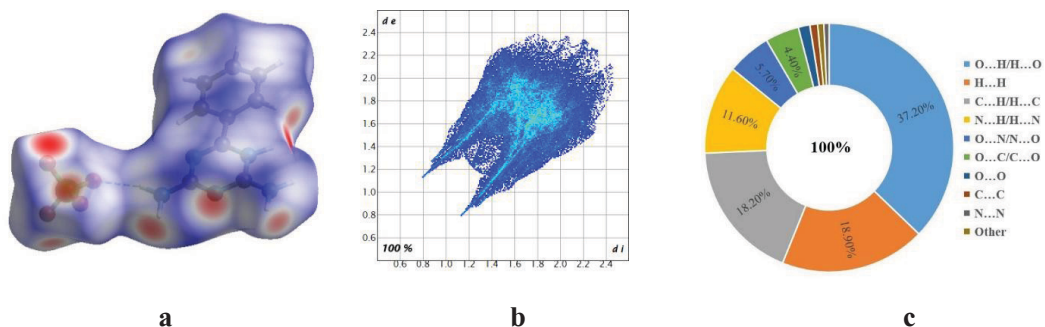 d e
2.4
2.2
2.0
1.8
1.6
1.4
1.2
1.0
0.8
0.6
100 %
d i
0.6 0.8 1.0 1.2 1.4 1.6 1.8 2.0 2.2 2.4
37.20%
18.90%
18.20%
11.60%
5.70%
4.40%
100%
O…H/H…O
H…H
C…H/H…C
N…H/H…N
O…N/N…O
O…C/C…O
O…O
C…C
N…N
Other
a b c